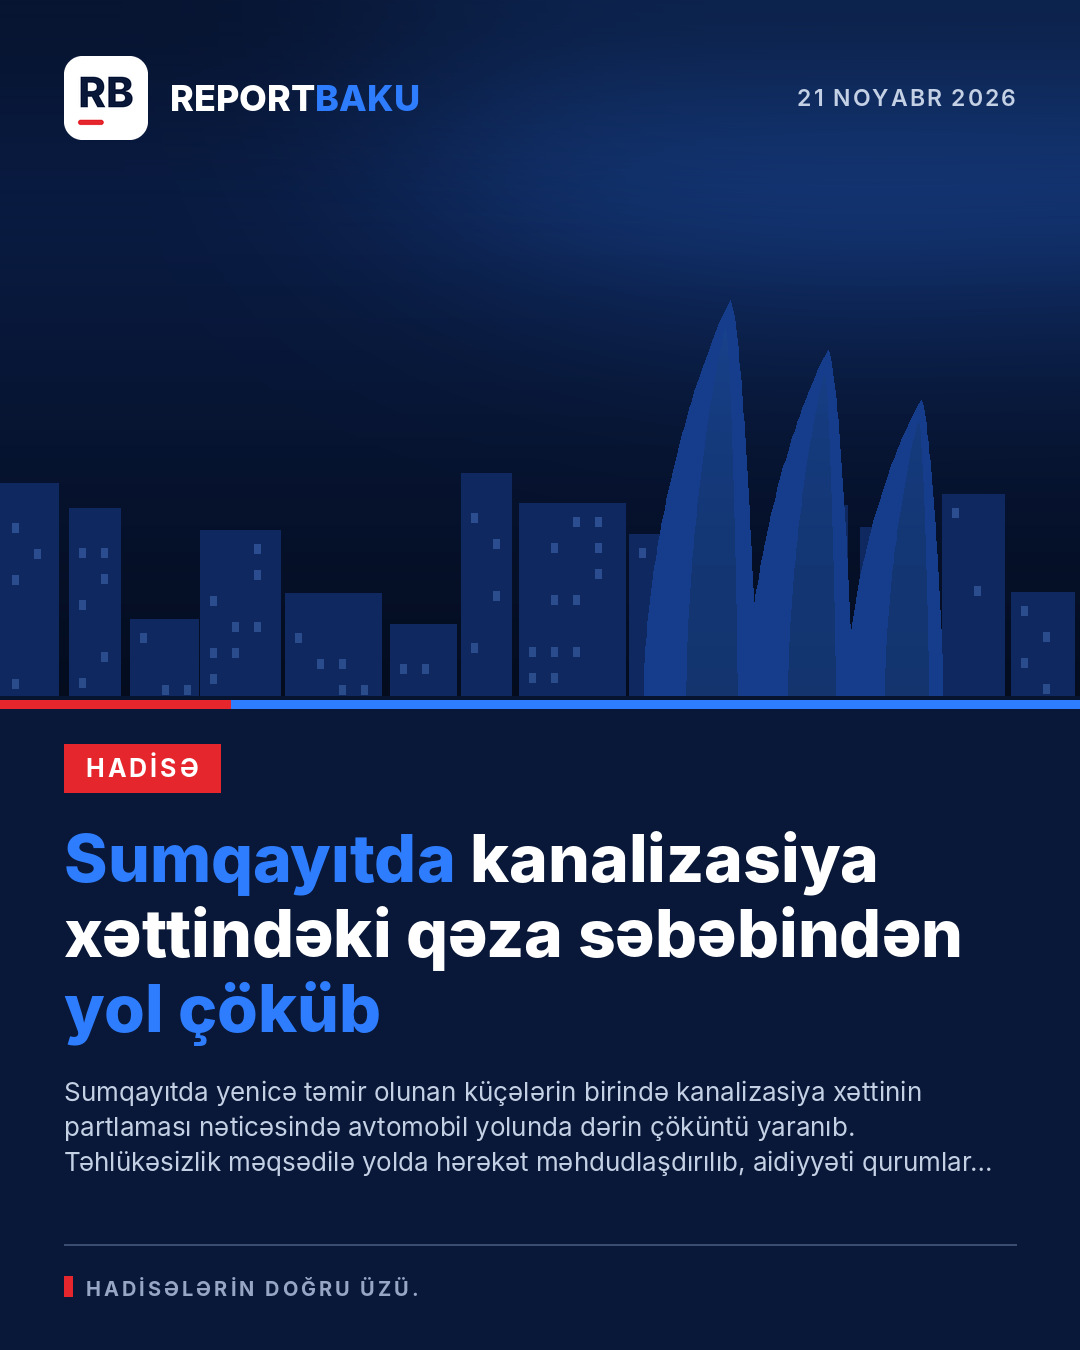 RB
REPORTBAKU
21 NOYABR 2026
HADİSƏ
Sumqayıtda kanalizasiya
xəttindəki qəza səbəbindən
yol çöküb
Sumqayıtda yenicə təmir olunan küçələrin birində kanalizasiya xəttinin
partlaması nəticəsində avtomobil yolunda dərin çöküntü yaranıb.
Təhlükəsizlik məqsədilə yolda hərəkət məhdudlaşdırılıb, aidiyyəti qurumlar...
HADİSƏLƏRİN DOĞRU ÜZÜ.